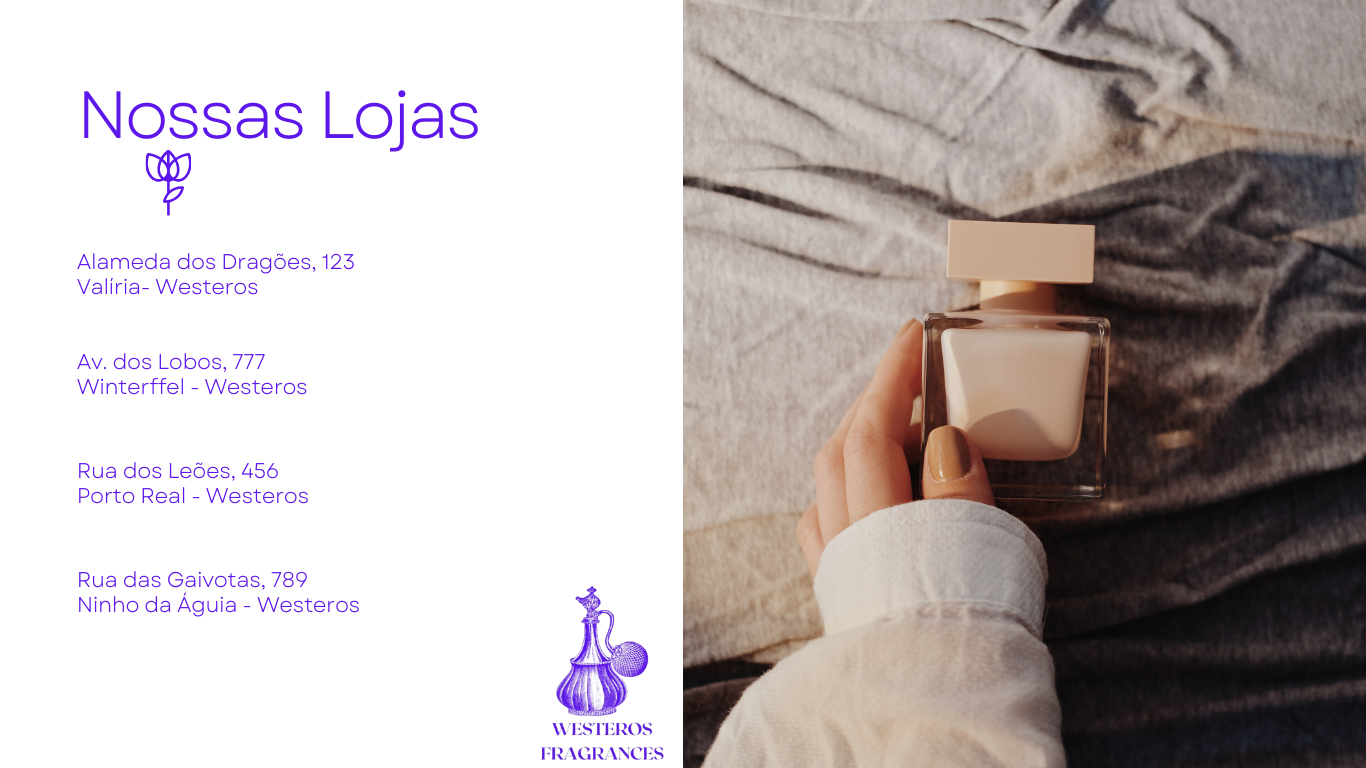 Nossas Lojas
Alameda dos Dragões, 123
Valíria- Westeros
Av. dos Lobos, 777
Winterffel - Westeros
Rua dos Leões, 456
Porto Real - Westeros
Rua das Gaivotas, 789
Ninho da Águia - Westeros
WESTEROS
FRAGRANCES